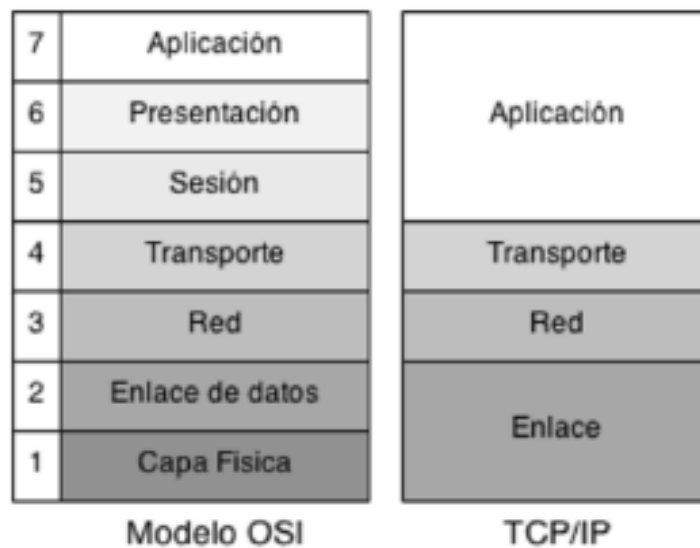 7 Aplicación
6 Presentación
5 Sesión
4 Transporte
3 Red
2 Enlace de datos
1 Capa Física
Modelo OSI
Aplicación
Transporte
Red
Enlace
TCP/IP